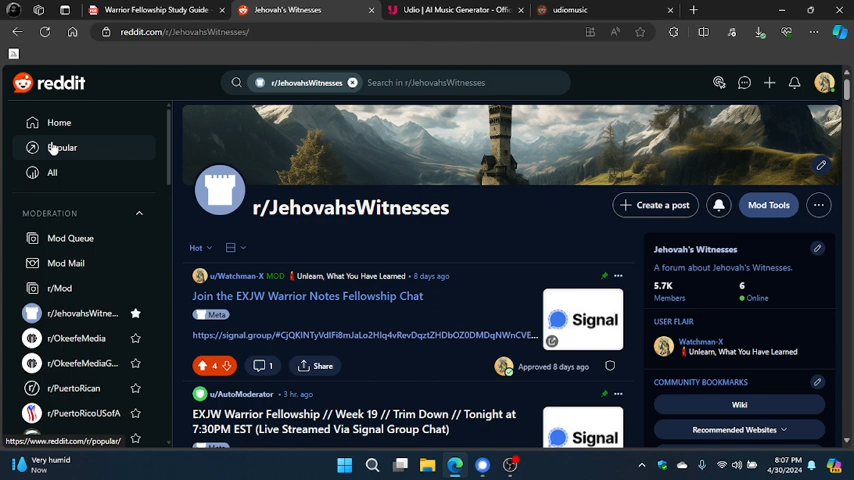 Warrior Fellowship Study Guide
Jehovah's Witnesses
Udio | AI Music Generator - Offic
udiomusic
reddit.com/r/JehovahsWitnesses/
reddit
r/JehovahsWitnesses
Search in r/JehovahsWitnesses
Home
Popular
All
MODERATION
Mod Queue
Mod Mail
r/Mod
r/JehovahsWitne...
r/OkeefeMedia
r/OkeefeMediaG...
r/PuertoRican
r/PuertoRicoUSofA
https://www.reddit.com/r/popular/
r/JehovahsWitnesses
Create a post
Mod Tools
Hot
u/Watchman-X MOD Unlearn, What You Have Learned • 8 days ago
Join the EXJW Warrior Notes Fellowship Chat
Meta
Signal
4
1
Share
Approved 8 days ago
u/AutoModerator • 3 hr. ago
EXJW Warrior Fellowship // Week 19 // Trim Down // Tonight at
7:30PM EST (Live Streamed Via Signal Group Chat)
Signal
Jehovah's Witnesses
A forum about Jehovah's Witnesses.
5.7K
6
Members
Online
USER FLAIR
Watchman-X
Unlearn, What You Have Learned
COMMUNITY BOOKMARKS
Wiki
Recommended Websites
Very humid
Now
8:07 PM
4/30/2024